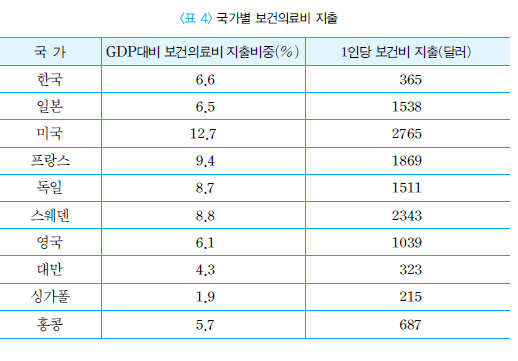 〈표 4〉 국가별 보건의료비 지출
국 가 GDP대비 보건의료비 지출비중(%) 1인당 보건비 지출(달러)
한국 6.6 365
일본 6.5 1538
미국 12.7 2765
프랑스 9.4 1869
독일 8.7 1511
스웨덴 8.8 2343
영국 6.1 1039
대만 4.3 323
싱가폴 1.9 215
홍콩 5.7 687